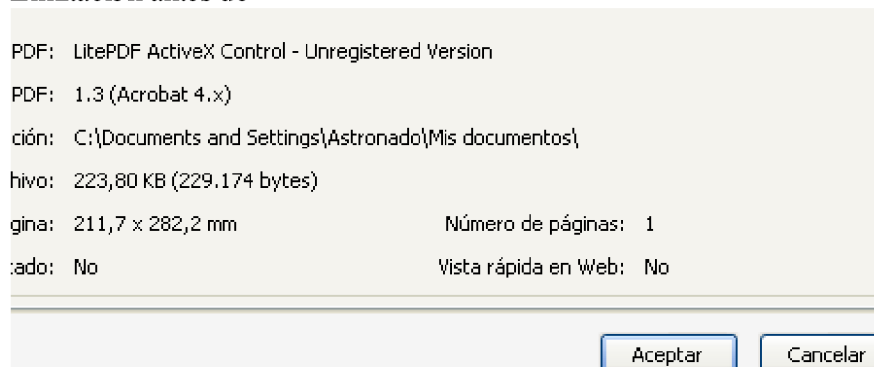 PDF: LitePDF ActiveX Control - Unregistered Version
PDF: 1.3 (Acrobat 4.x)
ción: C:\Documents and Settings\Astronado\Mis documentos\
hivo: 223,80 KB (229.174 bytes)
gina: 211,7 x 282,2 mm Número de páginas: 1
tado: No Vista rápida en Web: No
Aceptar Cancelar